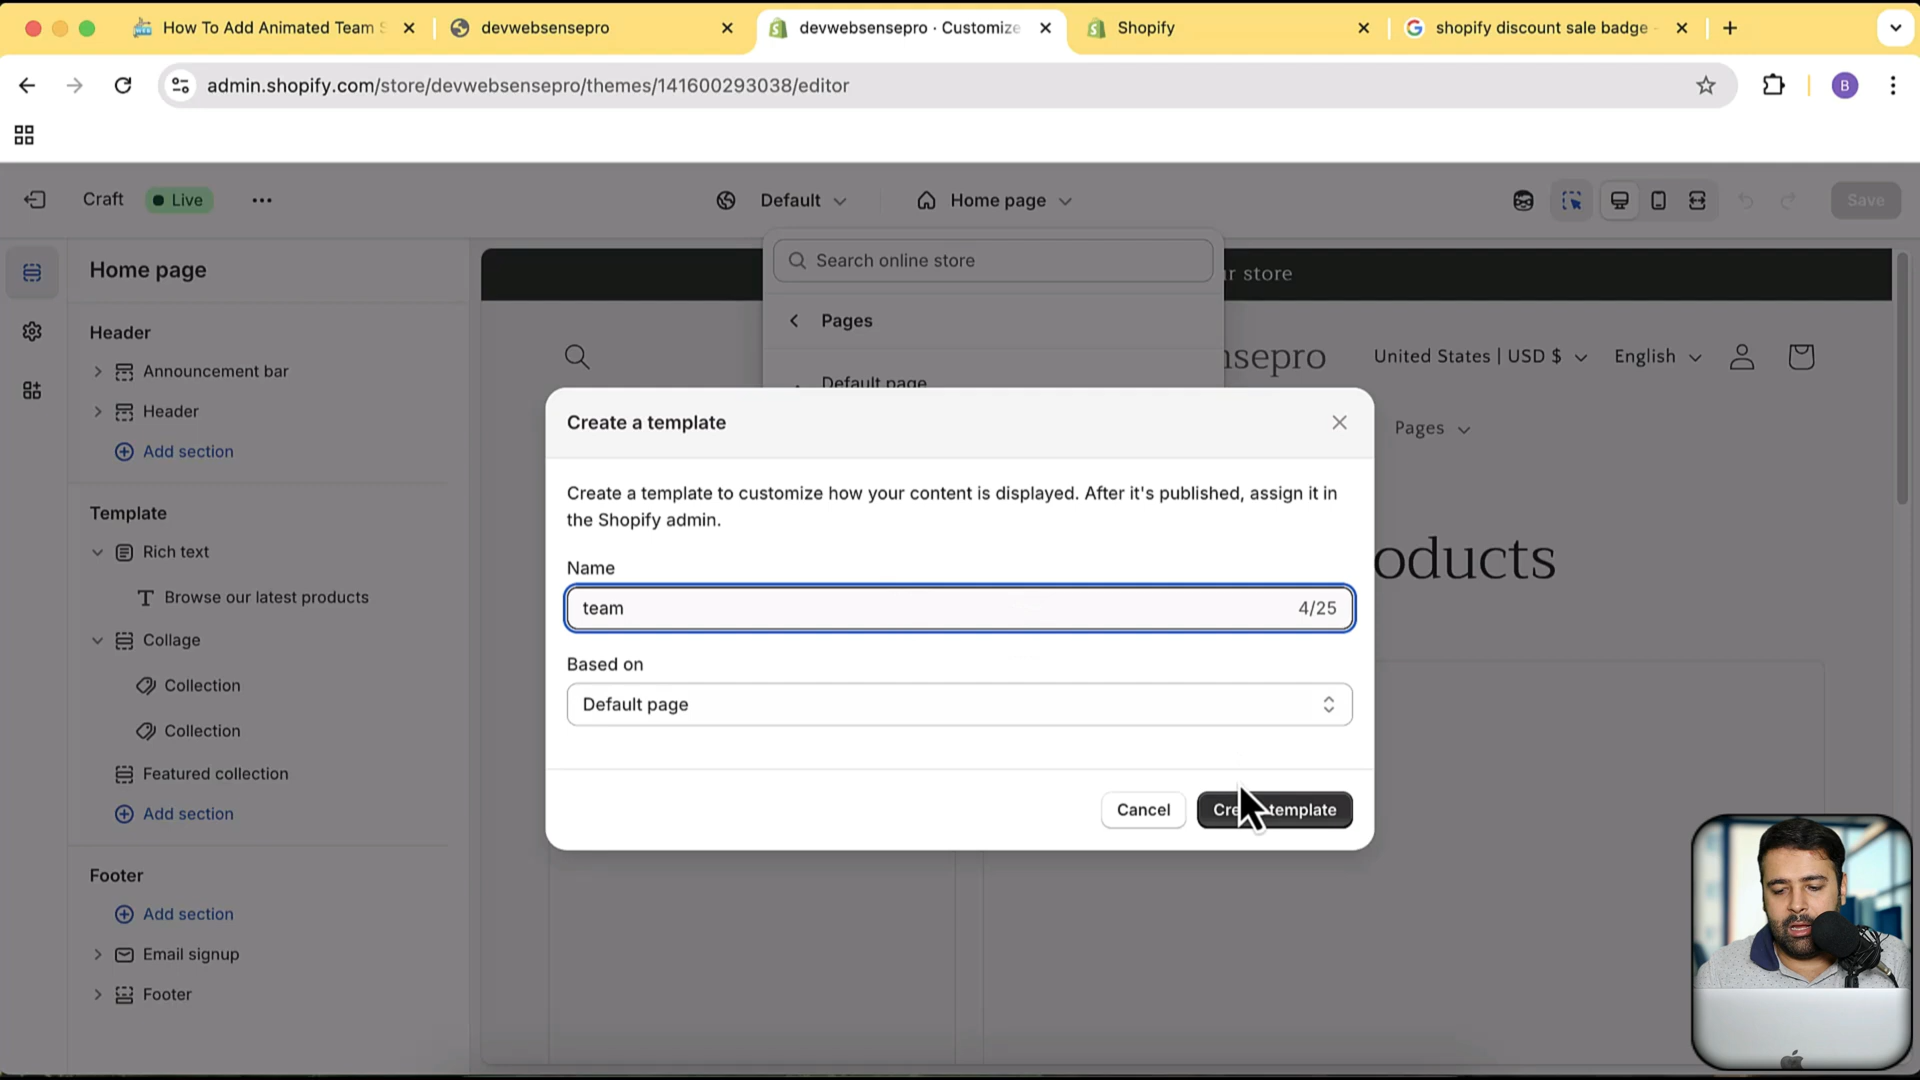 How To Add Animated Team S
devwebsensepro
devwebsensepro · Customize
Shopify
shopify discount sale badge
admin.shopify.com/store/devwebsensepro/themes/141600293038/editor
B
Craft
Live
Default
Home page
Save
Home page
Search online store
r store
Header
Pages
Announcement bar
nsepro
United States | USD $
English
Default page
Header
Pages
Add section
Create a template
Create a template to customize how your content is displayed. After it's published, assign it in
the Shopify admin.
Template
Rich text
Name
oducts
Browse our latest products
team
4/25
Collage
Based on
Collection
Default page
Collection
Featured collection
Add section
Cancel
Cre template
Footer
Add section
Email signup
Footer